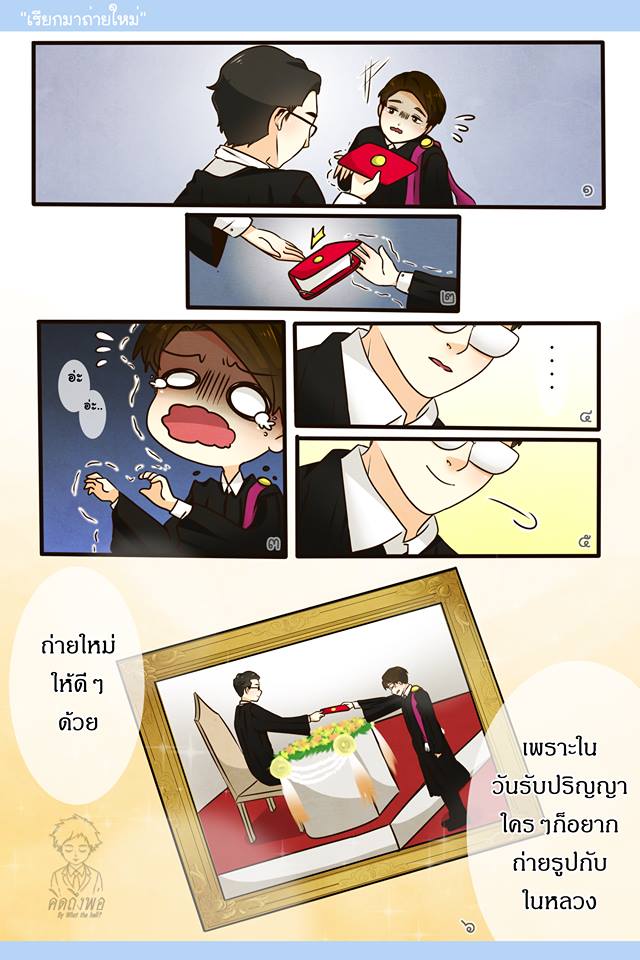 "เรียกมาถ่ายใหม่"
๑
๒
อ่ะ
อ่ะ..
๓
....
๔
๕
ถ่ายใหม่
ให้ดีๆ
ด้วย
เพราะใน
วันรับปริญญา
ใครๆก็อยาก
ถ่ายรูปกับ
ในหลวง
๖
คิดถึงพ่อ
By What the hell?